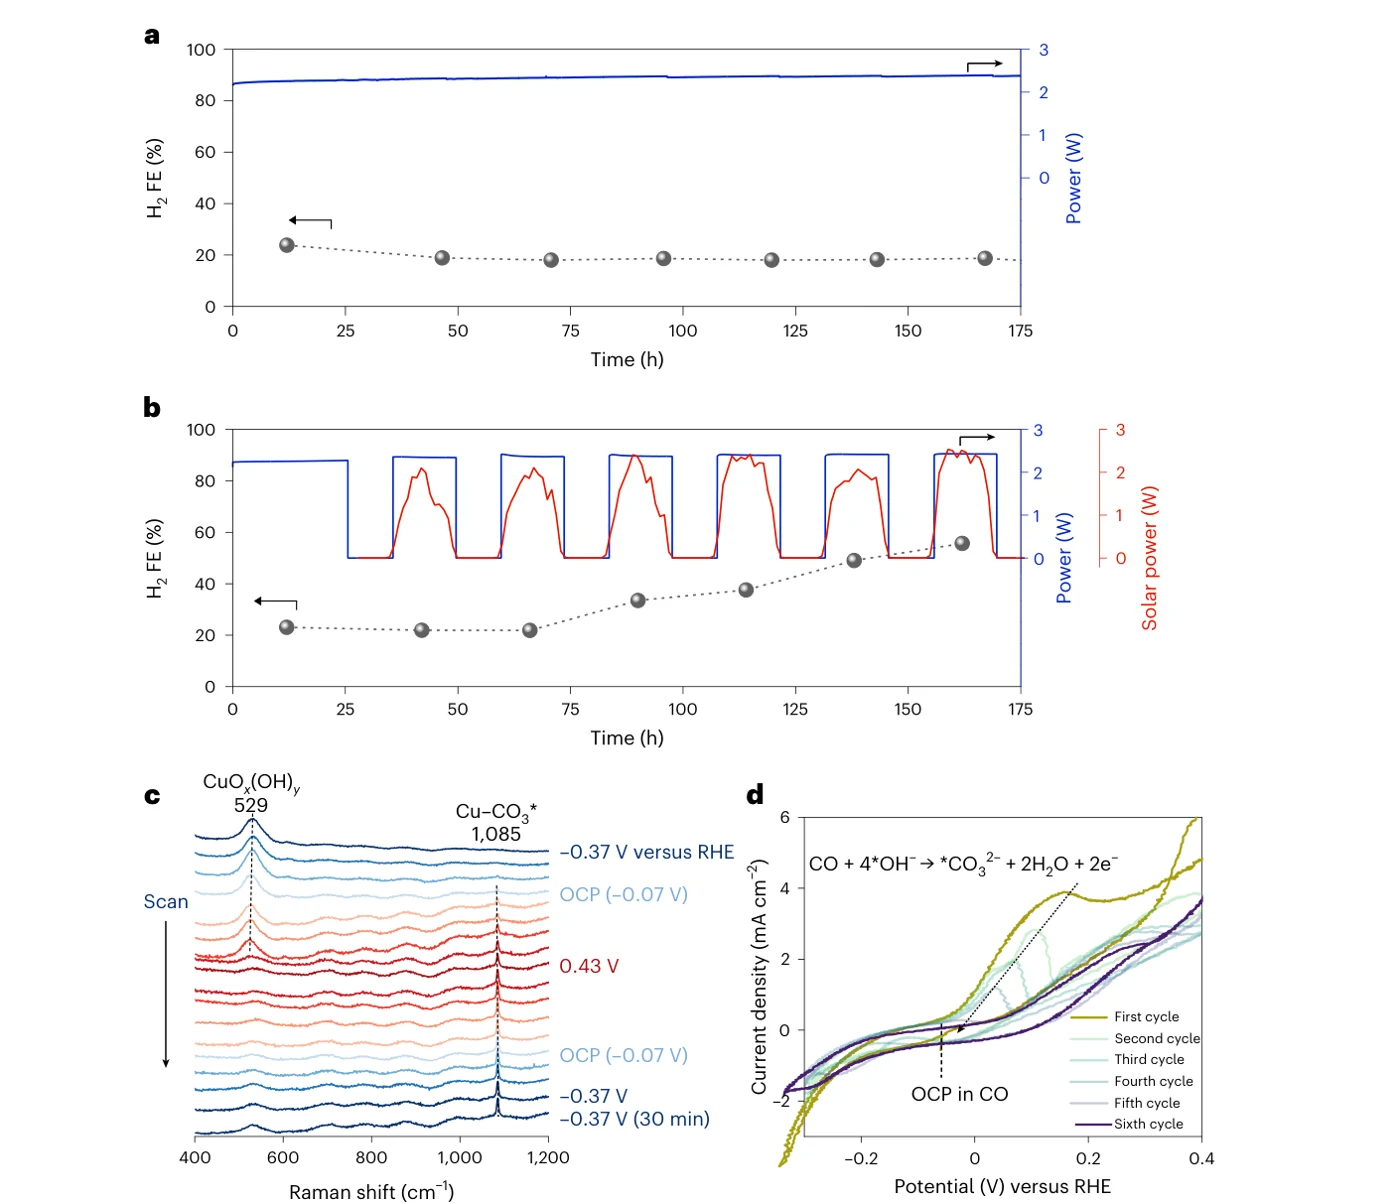 a
100
80
60
40
20
0
H2 FE (%)
3
2
1
0
Power (W)
0 25 50 75 100 125 150 175
Time (h)
b
100
80
60
40
20
0
H2 FE (%)
3
2
1
0
Power (W)
3
2
1
0
Solar power (W)
0 25 50 75 100 125 150 175
Time (h)
c
CuOx(OH)y
529
Cu–CO3*
1,085
–0.37 V versus RHE
OCP (–0.07 V)
Scan
0.43 V
OCP (–0.07 V)
–0.37 V
–0.37 V (30 min)
400 600 800 1,000 1,200
Raman shift (cm−1)
d
6
4
2
0
–2
Current density (mA cm−2)
CO + 4*OH− → *CO32− + 2H2O + 2e−
First cycle
Second cycle
Third cycle
Fourth cycle
Fifth cycle
Sixth cycle
OCP in CO
–0.2 0 0.2 0.4
Potential (V) versus RHE